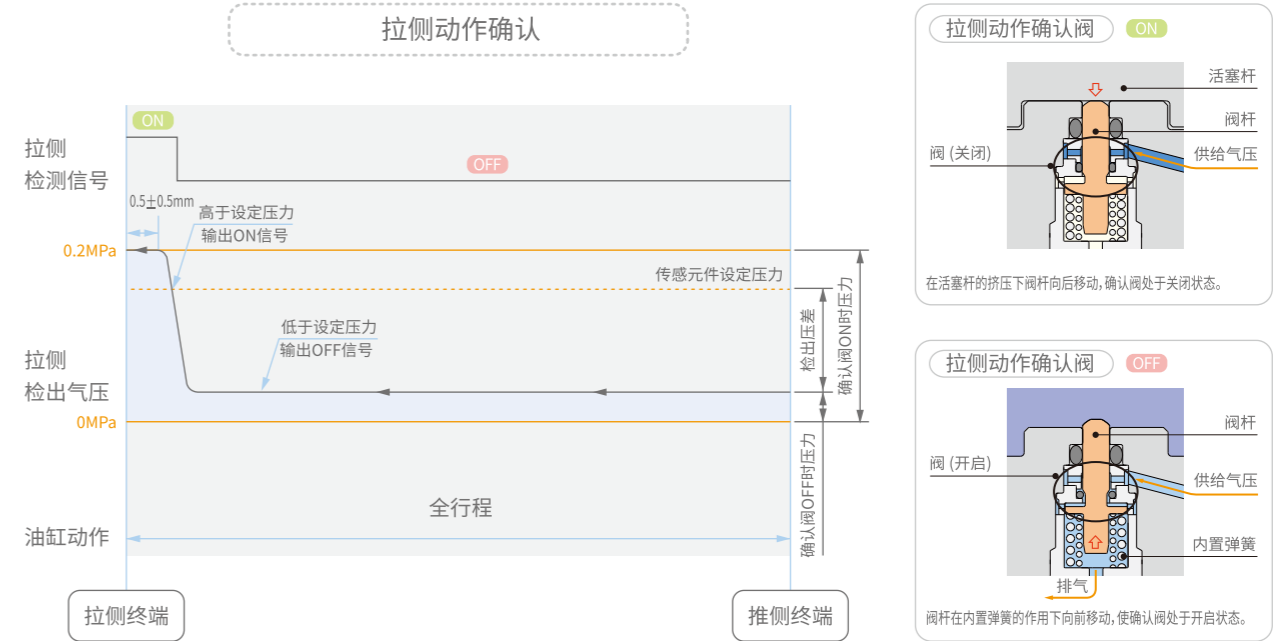 拉侧动作确认
ON
拉侧
检测信号
OFF
0.5±0.5mm
高于设定压力
输出ON信号
0.2MPa
传感元件设定压力
低于设定压力
输出OFF信号
拉侧
检出气压
0MPa
检出压差
确认阀ON时压力
确认阀OFF时压力
全行程
油缸动作
拉侧终端
推侧终端
拉侧动作确认阀
ON
活塞杆
阀杆
阀 (关闭)
供给气压
在活塞杆的挤压下阀杆向后移动,确认阀处于关闭状态。
拉侧动作确认阀
OFF
阀杆
阀 (开启)
供给气压
内置弹簧
排气
阀杆在内置弹簧的作用下向前移动,使确认阀处于开启状态。